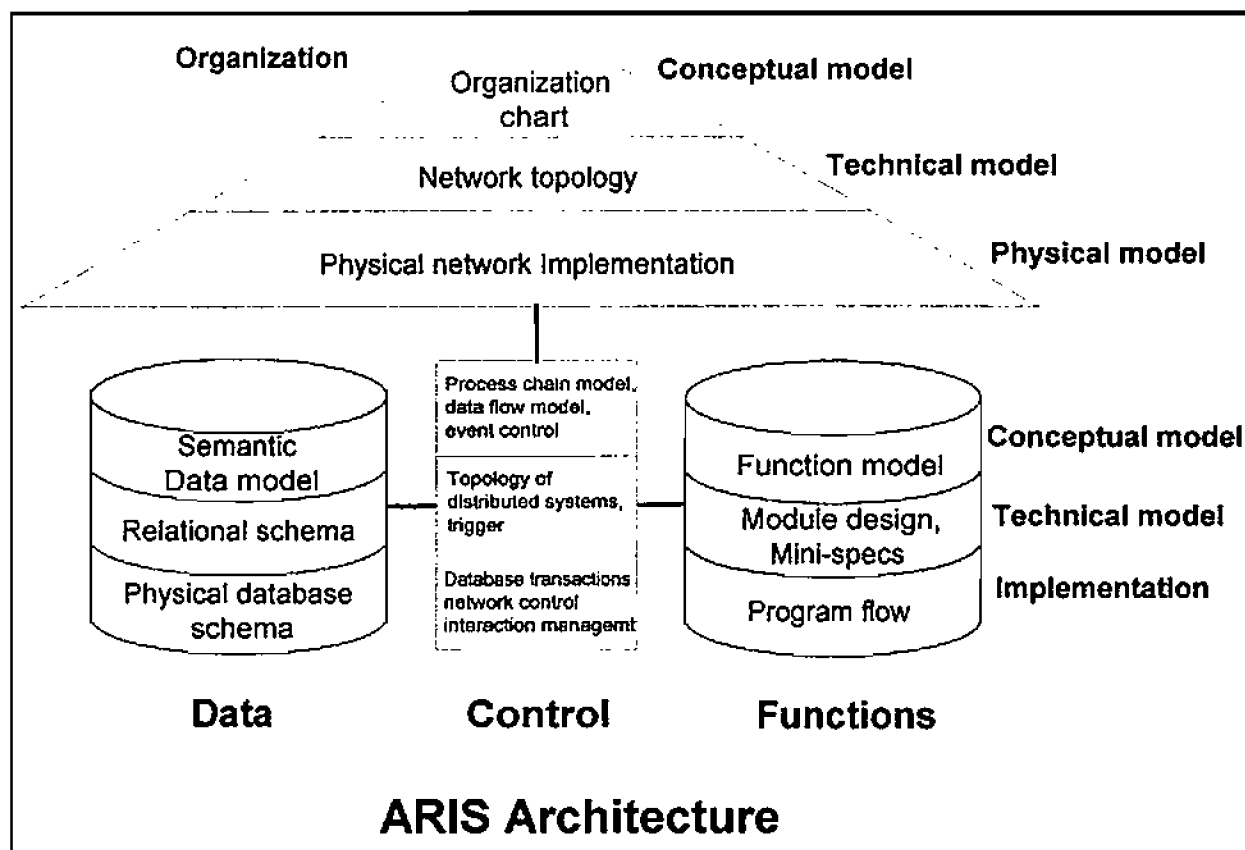 Organization
Conceptual model
Organization
chart
Technical model
Network topology
Physical model
Physical network Implementation
Process chain model,
data flow model,
event control
Semantic
Data model
Conceptual model
Function model
Topology of
distributed systems,
trigger
Relational schema
Technical model
Module design,
Mini-specs
Database transactions
network control
interaction managemt
Physical database
schema
Implementation
Program flow
Data
Control
Functions
ARIS Architecture